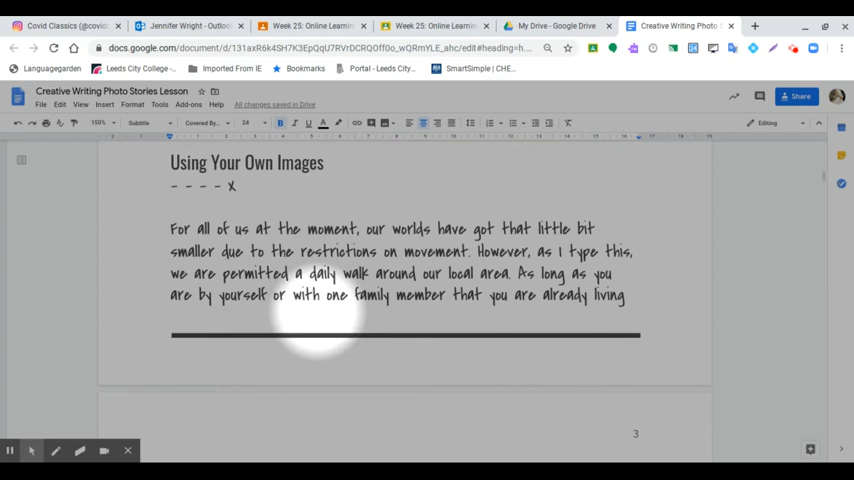 Covid Classics (@covidc
Jennifer Wright - Outlo
Week 25: Online Learnin
Week 25: Online Learnin
My Drive - Google Drive
Creative Writing Photo S
docs.google.com/document/d/131axR6k4SH7K3EpQqU7RVrDCRQOff0o_wQRmYLE_ahc/edit#heading=h...
Languagegarden
Leeds City College -...
Imported From IE
Bookmarks
Portal - Leeds City...
SmartSimple | CHE...
Creative Writing Photo Stories Lesson
File Edit View Insert Format Tools Add-ons Help All changes saved in Drive
Share
150% Subtitle Covered By... 24 B I U A Editing
Using Your Own Images
- - - - x
For all of us at the moment, our worlds have got that little bit
smaller due to the restrictions on movement. However, as I type this,
we are permitted a daily walk around our local area. As long as you
are by yourself or with one family member that you are already living
3